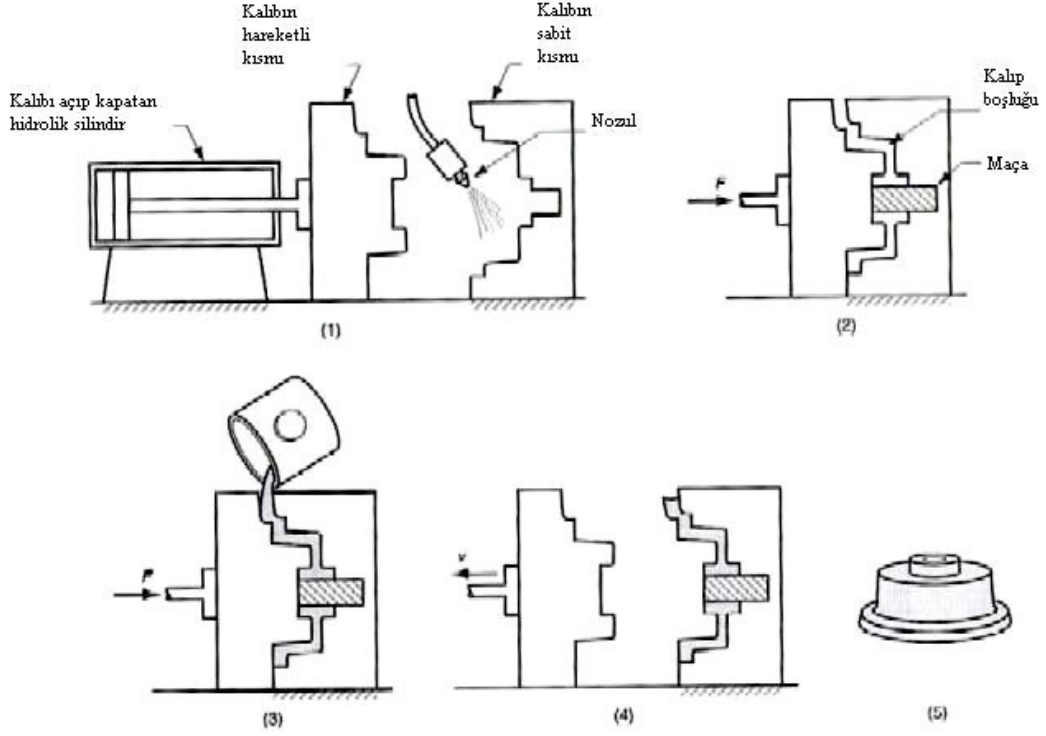 Kalıbın
hareketli
kısmı
Kalıbın
sabit
kısmı
Kalıbı açıp kapatan
hidrolik silindir
Nozul
Kalıp
boşluğu
Maça
F
(1)
(2)
F
v
(3)
(4)
(5)